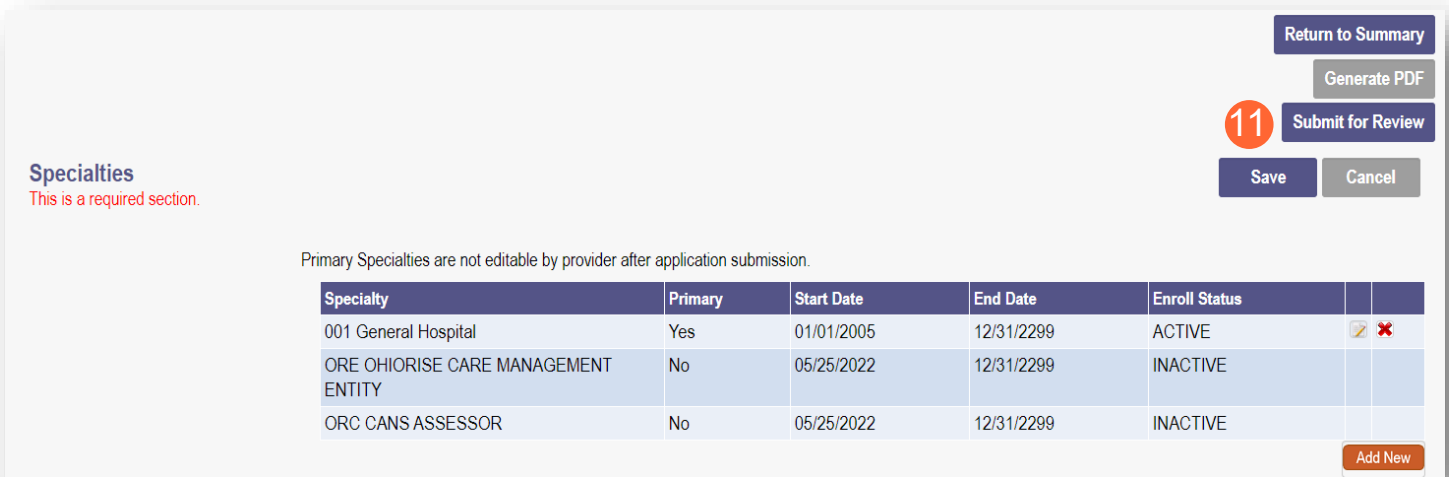 Return to Summary
Generate PDF
11 Submit for Review
Specialties
This is a required section.
Save Cancel
Primary Specialties are not editable by provider after application submission.
Specialty Primary Start Date End Date Enroll Status
001 General Hospital Yes 01/01/2005 12/31/2299 ACTIVE
ORE OHIORISE CARE MANAGEMENT
ENTITY No 05/25/2022 12/31/2299 INACTIVE
ORC CANS ASSESSOR No 05/25/2022 12/31/2299 INACTIVE
Add New